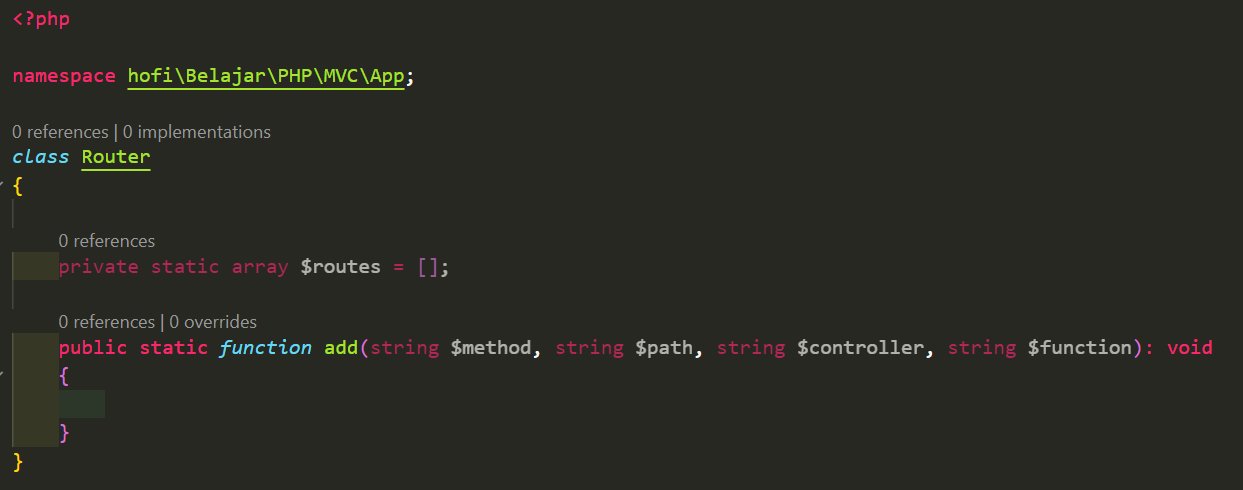 <?php
namespace hofi\Belajar\PHP\MVC\App;
0 references | 0 implementations
class Router
{
0 references
private static array $routes = [];
0 references | 0 overrides
public static function add(string $method, string $path, string $controller, string $function): void
{
}
}